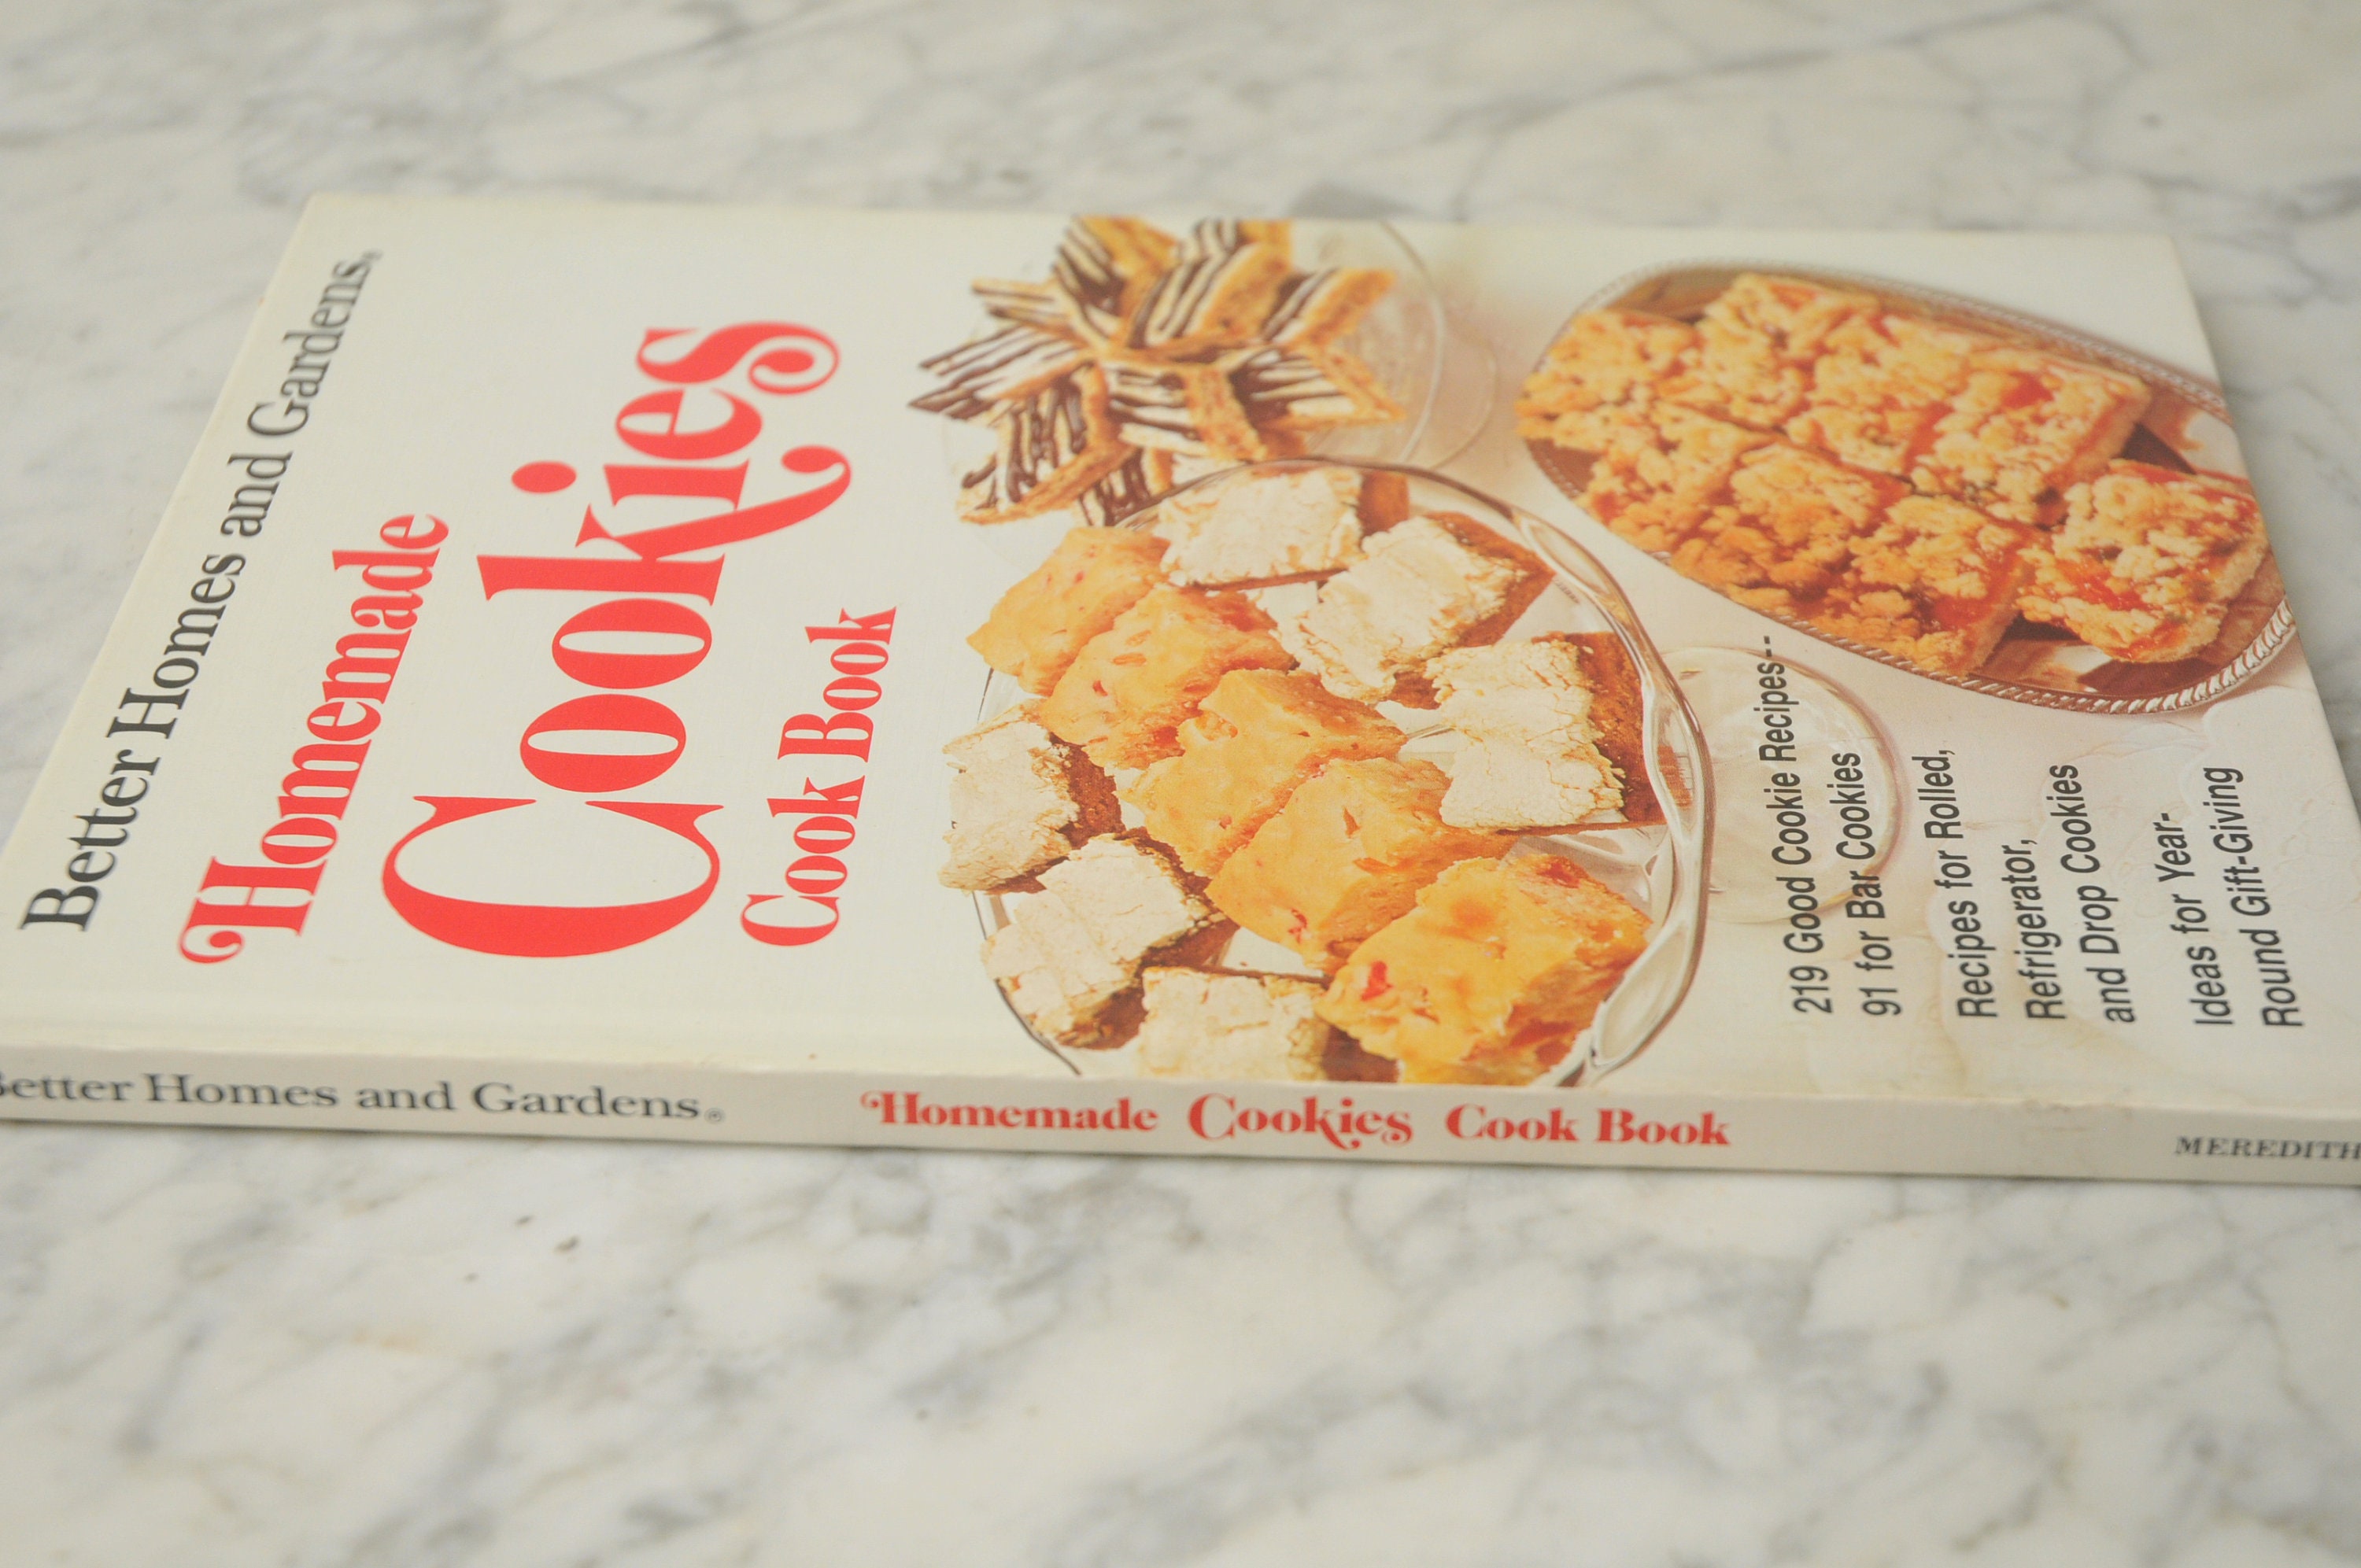 Better Homes and Gardens®
Homemade
Cookies
Cook Book
219 Good Cookie Recipes--
91 for Bar Cookies
Recipes for Rolled,
Refrigerator,
and Drop Cookies
Ideas for Year-
Round Gift-Giving
Better Homes and Gardens® Homemade Cookies Cook Book MEREDITH